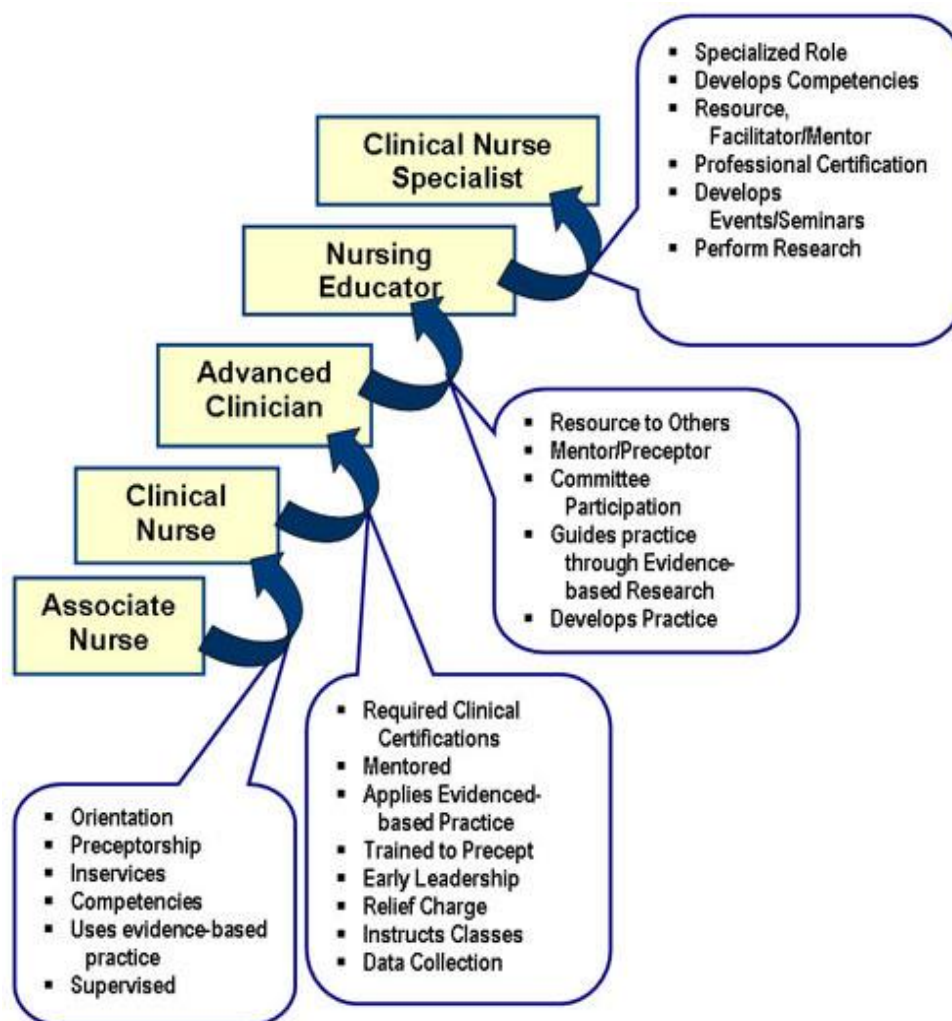 Clinical Nurse
Specialist
Nursing
Educator
Advanced
Clinician
Clinical
Nurse
Associate
Nurse
▪ Specialized Role
▪ Develops Competencies
▪ Resource,
Facilitator/Mentor
▪ Professional Certification
▪ Develops
Events/Seminars
▪ Perform Research
▪ Resource to Others
▪ Mentor/Preceptor
▪ Committee
Participation
▪ Guides practice
through Evidence-
based Research
▪ Develops Practice
▪ Required Clinical
Certifications
▪ Mentored
▪ Applies Evidenced-
based Practice
▪ Trained to Precept
▪ Early Leadership
▪ Relief Charge
▪ Instructs Classes
▪ Data Collection
▪ Orientation
▪ Preceptorship
▪ Inservices
▪ Competencies
▪ Uses evidence-based
practice
▪ Supervised